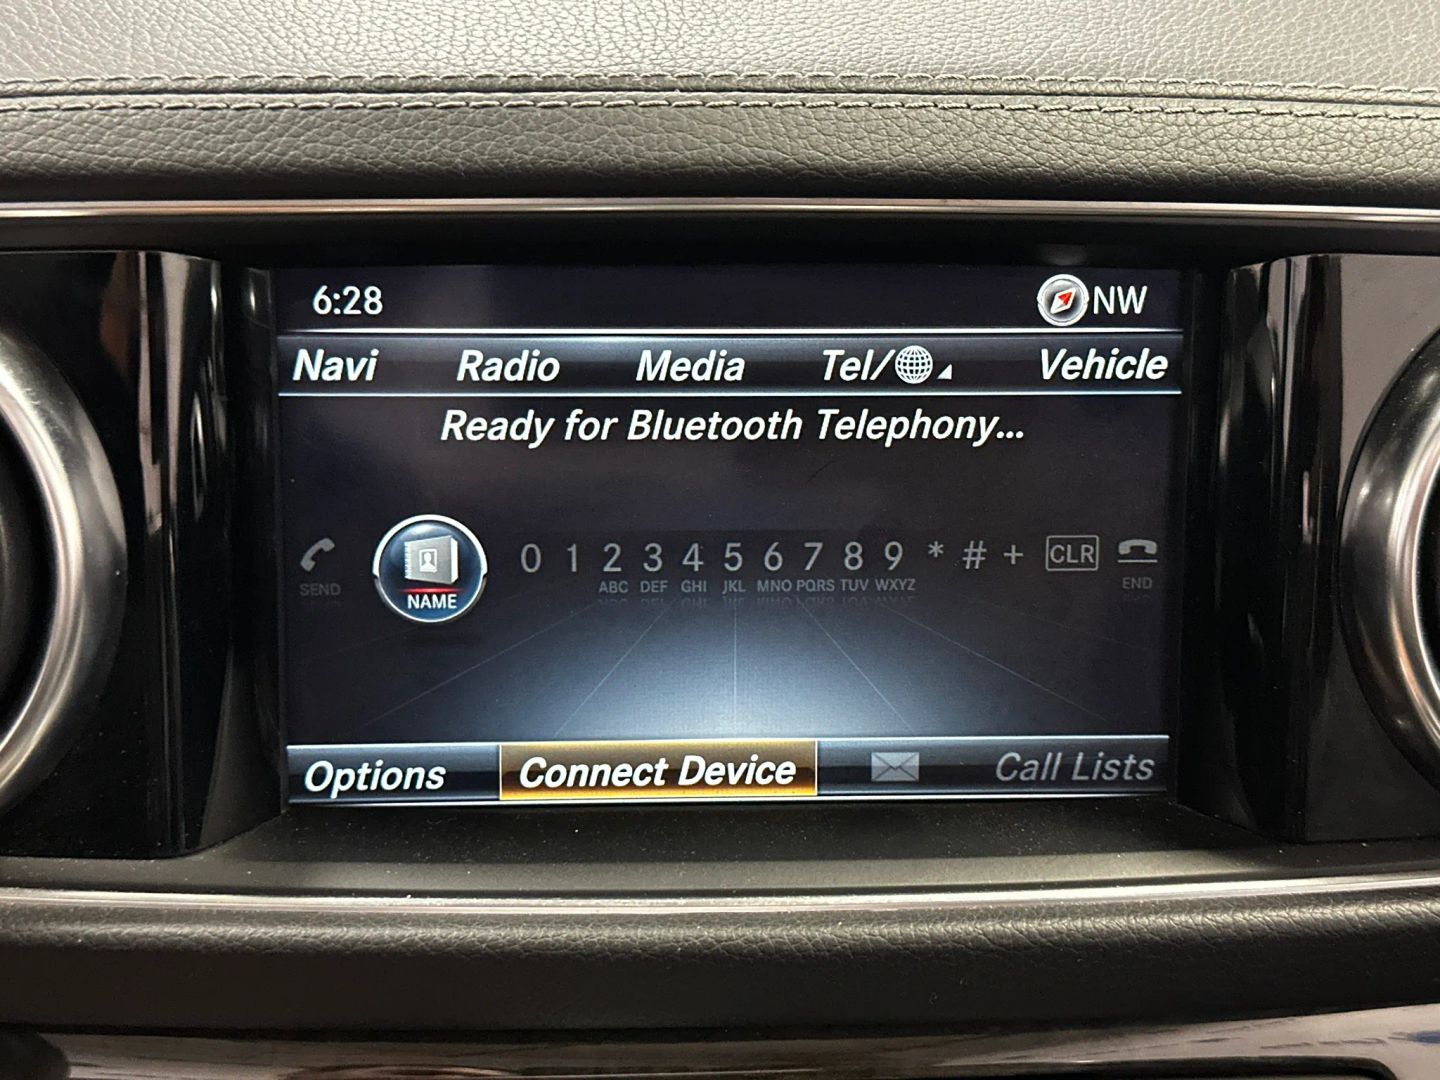 6:28 NW
Navi Radio Media Tel/ Vehicle
Ready for Bluetooth Telephony...
SEND NAME 0 1 2 3 4 5 6 7 8 9 * # + CLR END
ABC DEF GHI JKL MNO PQRS TUV WXYZ
Options Connect Device Call Lists